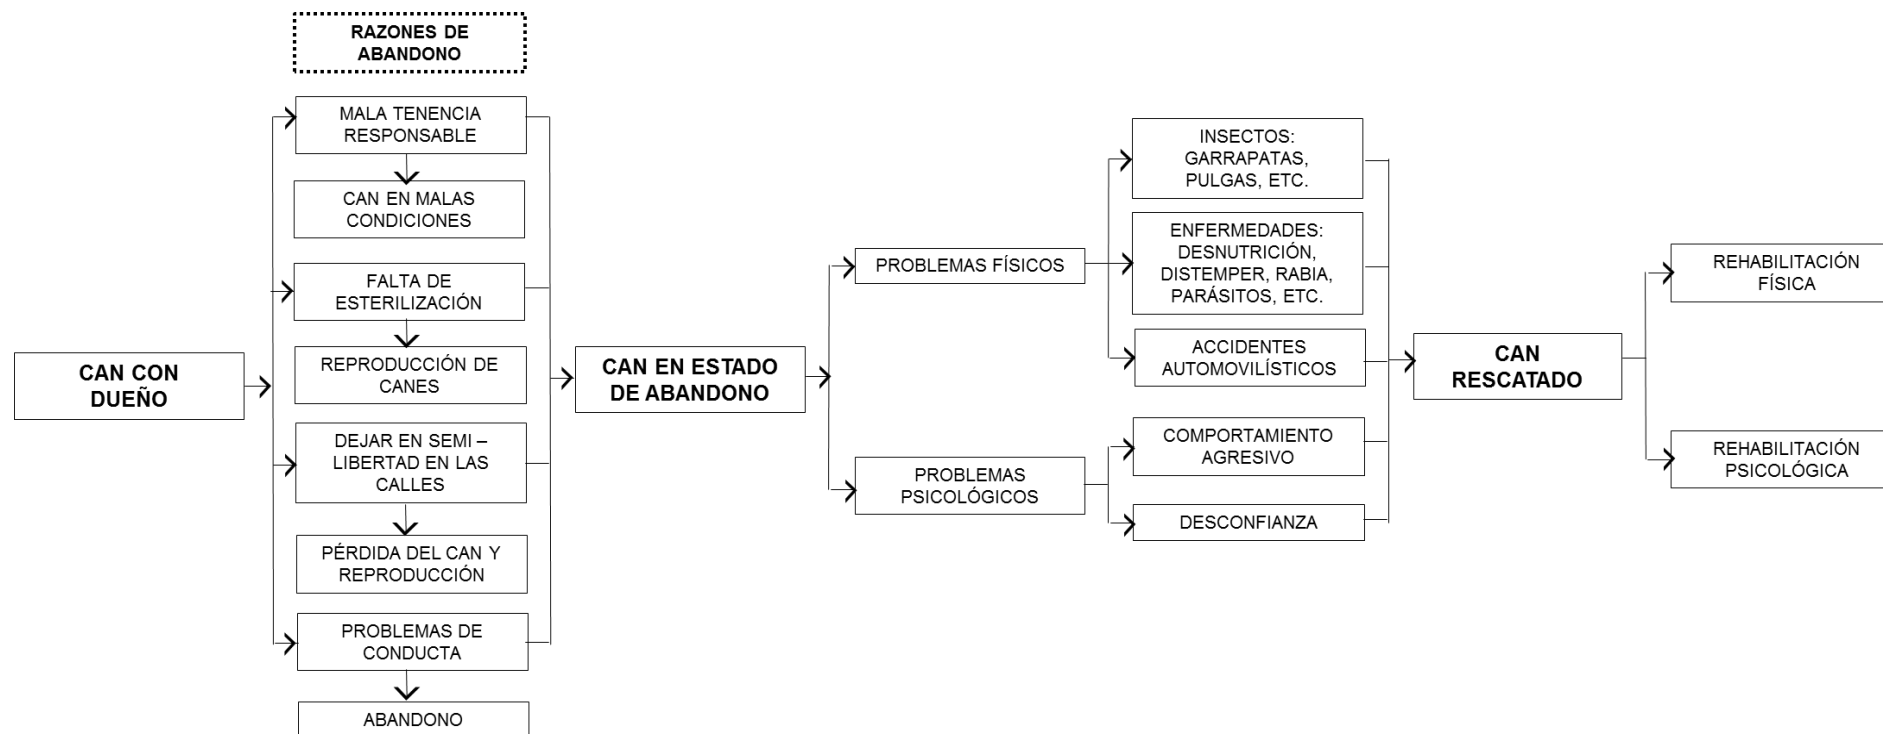 RAZONES DE
ABANDONO
MALA TENENCIA
RESPONSABLE
CAN EN MALAS
CONDICIONES
FALTA DE
ESTERILIZACIÓN
REPRODUCCIÓN DE
CANES
DEJAR EN SEMI –
LIBERTAD EN LAS
CALLES
PÉRDIDA DEL CAN Y
REPRODUCCIÓN
PROBLEMAS DE
CONDUCTA
ABANDONO
CAN CON
DUEÑO
CAN EN ESTADO
DE ABANDONO
PROBLEMAS FÍSICOS
PROBLEMAS
PSICOLÓGICOS
INSECTOS:
GARRAPATAS,
PULGAS, ETC.
ENFERMEDADES:
DESNUTRICIÓN,
DISTEMPER, RABIA,
PARÁSITOS, ETC.
ACCIDENTES
AUTOMOVILÍSTICOS
COMPORTAMIENTO
AGRESIVO
DESCONFIANZA
CAN
RESCATADO
REHABILITACIÓN
FÍSICA
REHABILITACIÓN
PSICOLÓGICA